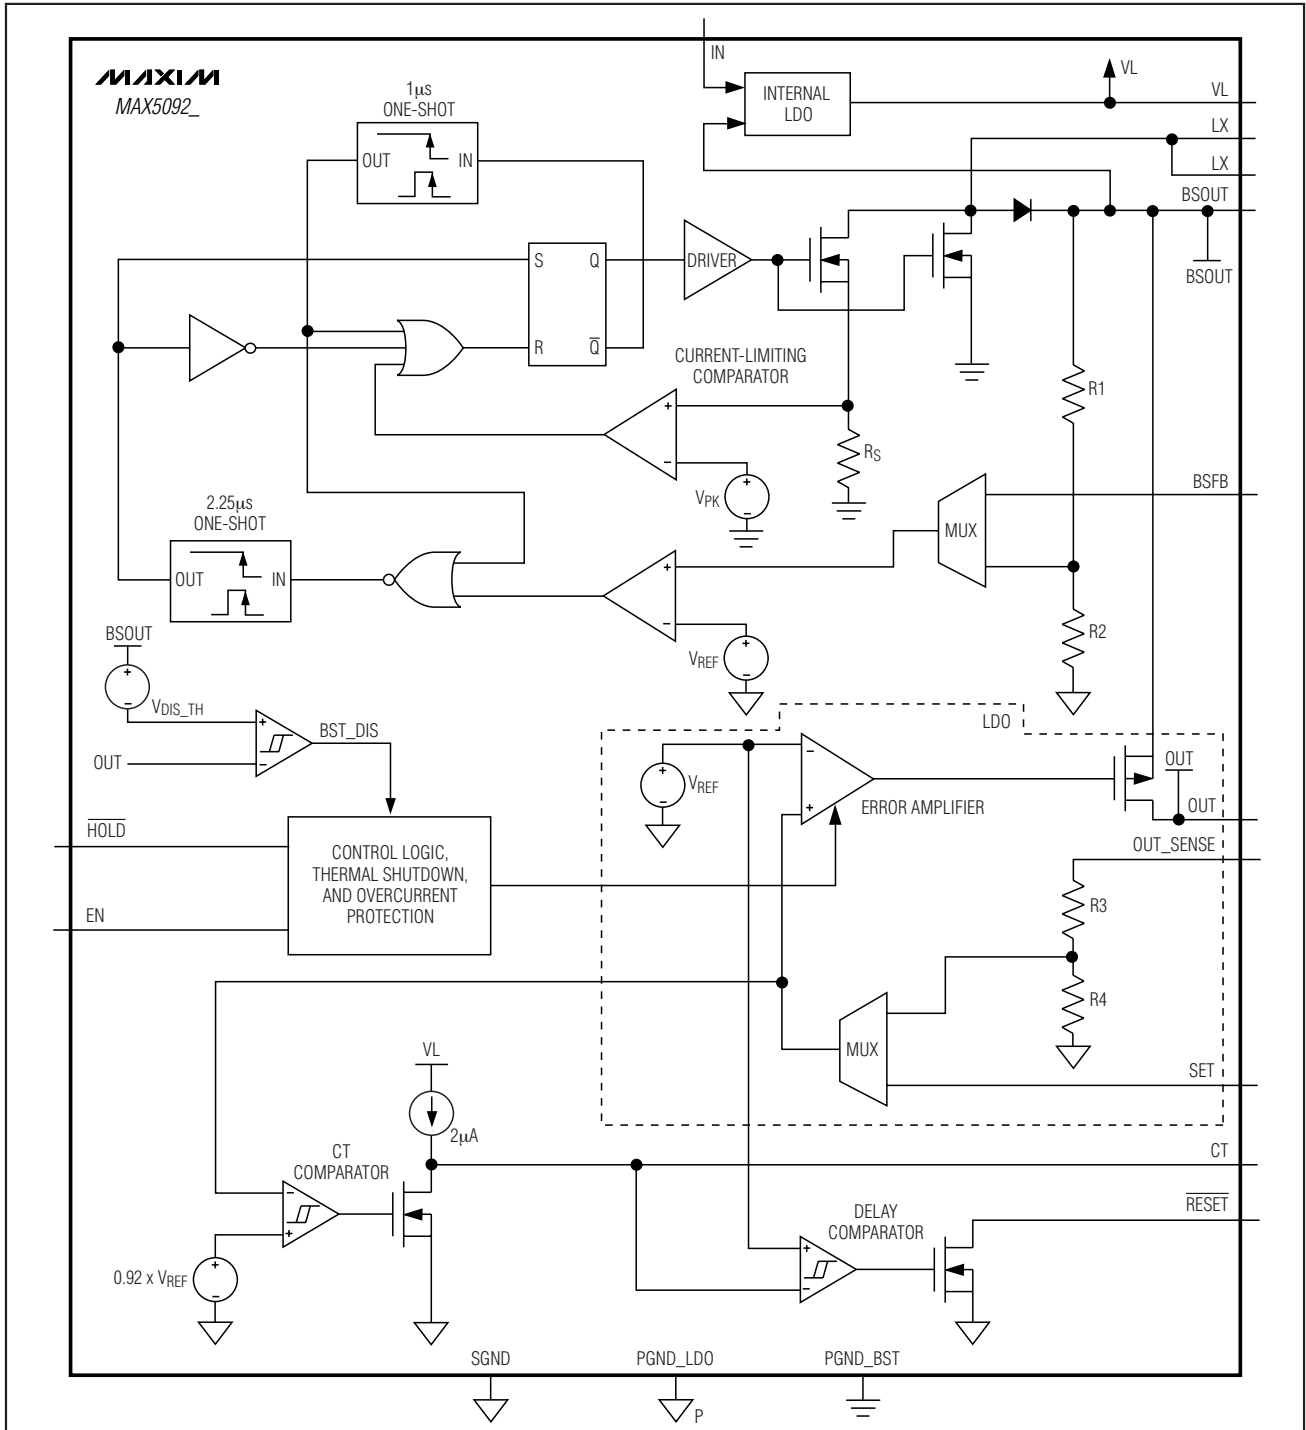 MAXIM
MAX5092_
IN
INTERNAL
LDO
VL
VL
LX
LX
BSOUT
BSOUT
1μs
ONE-SHOT
OUT
IN
S
Q
R
Q̅
DRIVER
CURRENT-LIMITING
COMPARATOR
+
−
RS
VPK
+
−
R1
BSFB
MUX
R2
2.25μs
ONE-SHOT
OUT
IN
+
−
VREF
+
−
BSOUT
+
−
VDIS_TH
+
−
OUT
BST_DIS
LDO
VREF
+
−
−
+
ERROR AMPLIFIER
OUT
OUT
OUT_SENSE
H̅O̅L̅D̅
EN
CONTROL LOGIC,
THERMAL SHUTDOWN,
AND OVERCURRENT
PROTECTION
R3
R4
MUX
SET
VL
2μA
CT
CT
COMPARATOR
−
+
0.92 x VREF
+
−
DELAY
COMPARATOR
+
−
R̅E̅S̅E̅T̅
SGND
PGND_LDO
PGND_BST
P